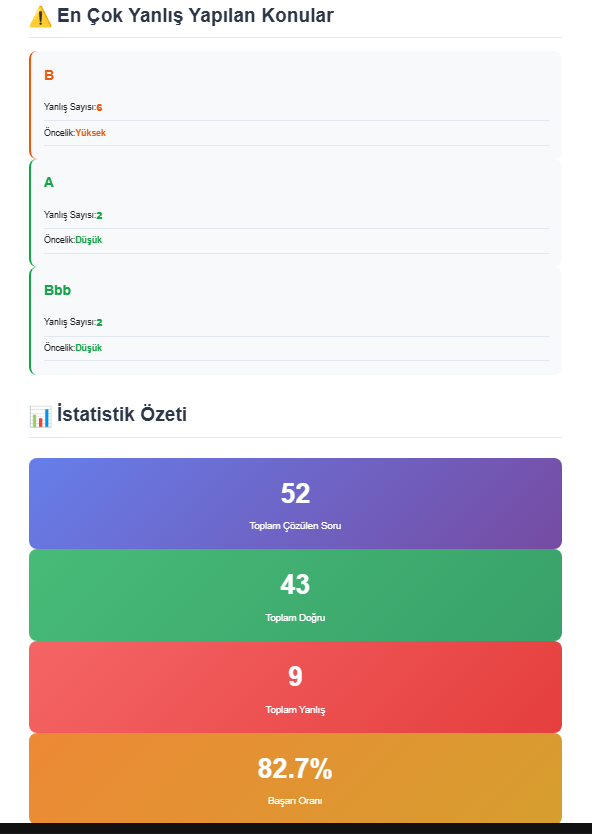 ⚠️ En Çok Yanlış Yapılan Konular
B
Yanlış Sayısı:6
Öncelik:Yüksek
A
Yanlış Sayısı:2
Öncelik:Düşük
Bbb
Yanlış Sayısı:2
Öncelik:Düşük
📊 İstatistik Özeti
52
Toplam Çözülen Soru
43
Toplam Doğru
9
Toplam Yanlış
82.7%
Başarı Oranı